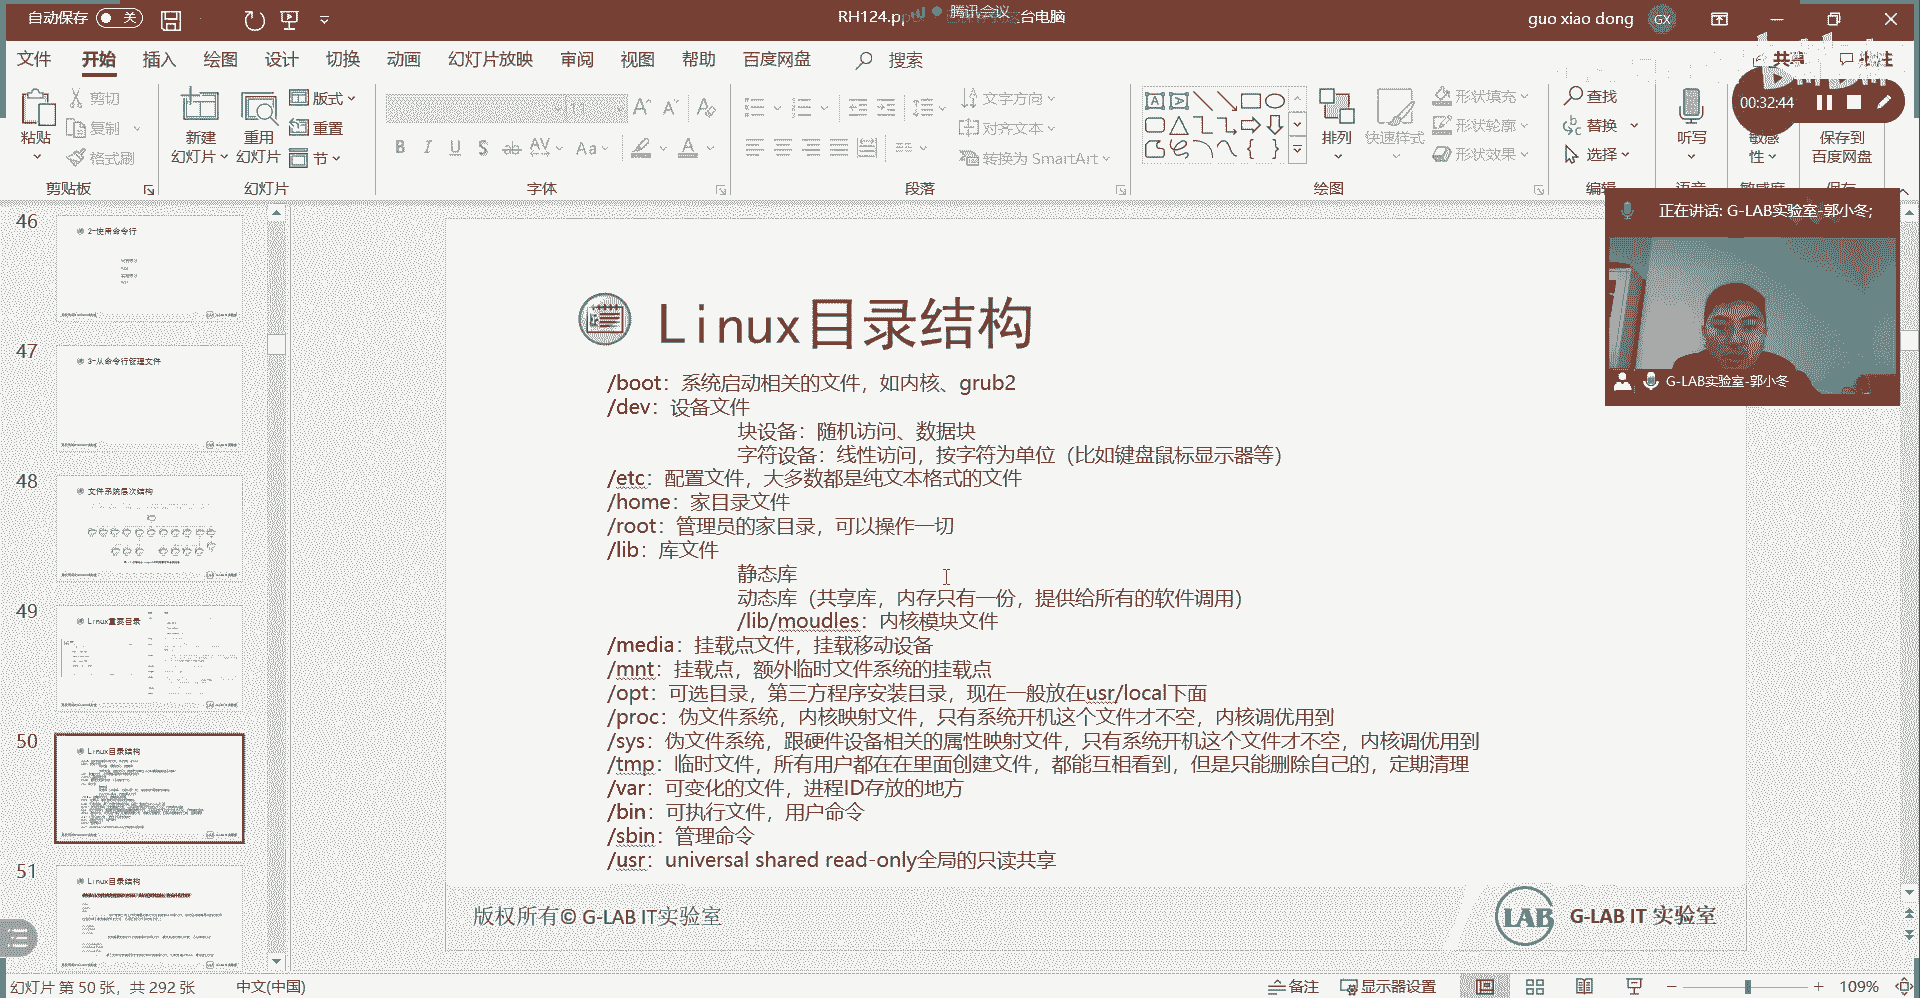 自动保存 关
RH124.p
腾讯会议
台电脑
guo xiao dong
GX
文件 开始 插入 绘图 设计 切换 动画 幻灯片放映 审阅 视图 帮助 百度网盘 搜索
共享
批注
00:32:44
粘贴
剪切
复制
格式刷
剪贴板
新建
幻灯片
重用
幻灯片
版式
重置
节
幻灯片
11
B I U S ab AV Aa A
字体
文字方向
对齐文本
转换为 SmartArt
段落
排列
快速样式
形状填充
形状轮廓
形状效果
绘图
查找
替换
选择
编辑
听写
语音
敏感
性
敏感度
保存到
百度网盘
保存
正在讲话: G-LAB实验室-郭小冬;
G-LAB实验室-郭小冬
46
2-使用命令行
47
3-从命令行管理文件
48
文件系统层次结构
49
Linux重要目录
50
Linux目录结构
51
Linux目录结构
Linux目录结构
/boot：系统启动相关的文件，如内核、grub2
/dev：设备文件
块设备：随机访问、数据块
字符设备：线性访问，按字符为单位（比如键盘鼠标显示器等）
/etc：配置文件，大多数都是纯文本格式的文件
/home：家目录文件
/root：管理员的家目录，可以操作一切
/lib：库文件
静态库
动态库（共享库，内存只有一份，提供给所有的软件调用）
/lib/moudles：内核模块文件
/media：挂载点文件，挂载移动设备
/mnt：挂载点，额外临时文件系统的挂载点
/opt：可选目录，第三方程序安装目录，现在一般放在usr/local下面
/proc：伪文件系统，内核映射文件，只有系统开机这个文件才不空，内核调优用到
/sys：伪文件系统，跟硬件设备相关的属性映射文件，只有系统开机这个文件才不空，内核调优用到
/tmp：临时文件，所有用户都在在里面创建文件，都能互相看到，但是只能删除自己的，定期清理
/var：可变化的文件，进程ID存放的地方
/bin：可执行文件，用户命令
/sbin：管理命令
/usr：universal shared read-only全局的只读共享
版权所有© G-LAB IT实验室
LAB
G-LAB IT 实验室
幻灯片 第 50 张，共 292 张 中文(中国)
备注 显示器设置 109%